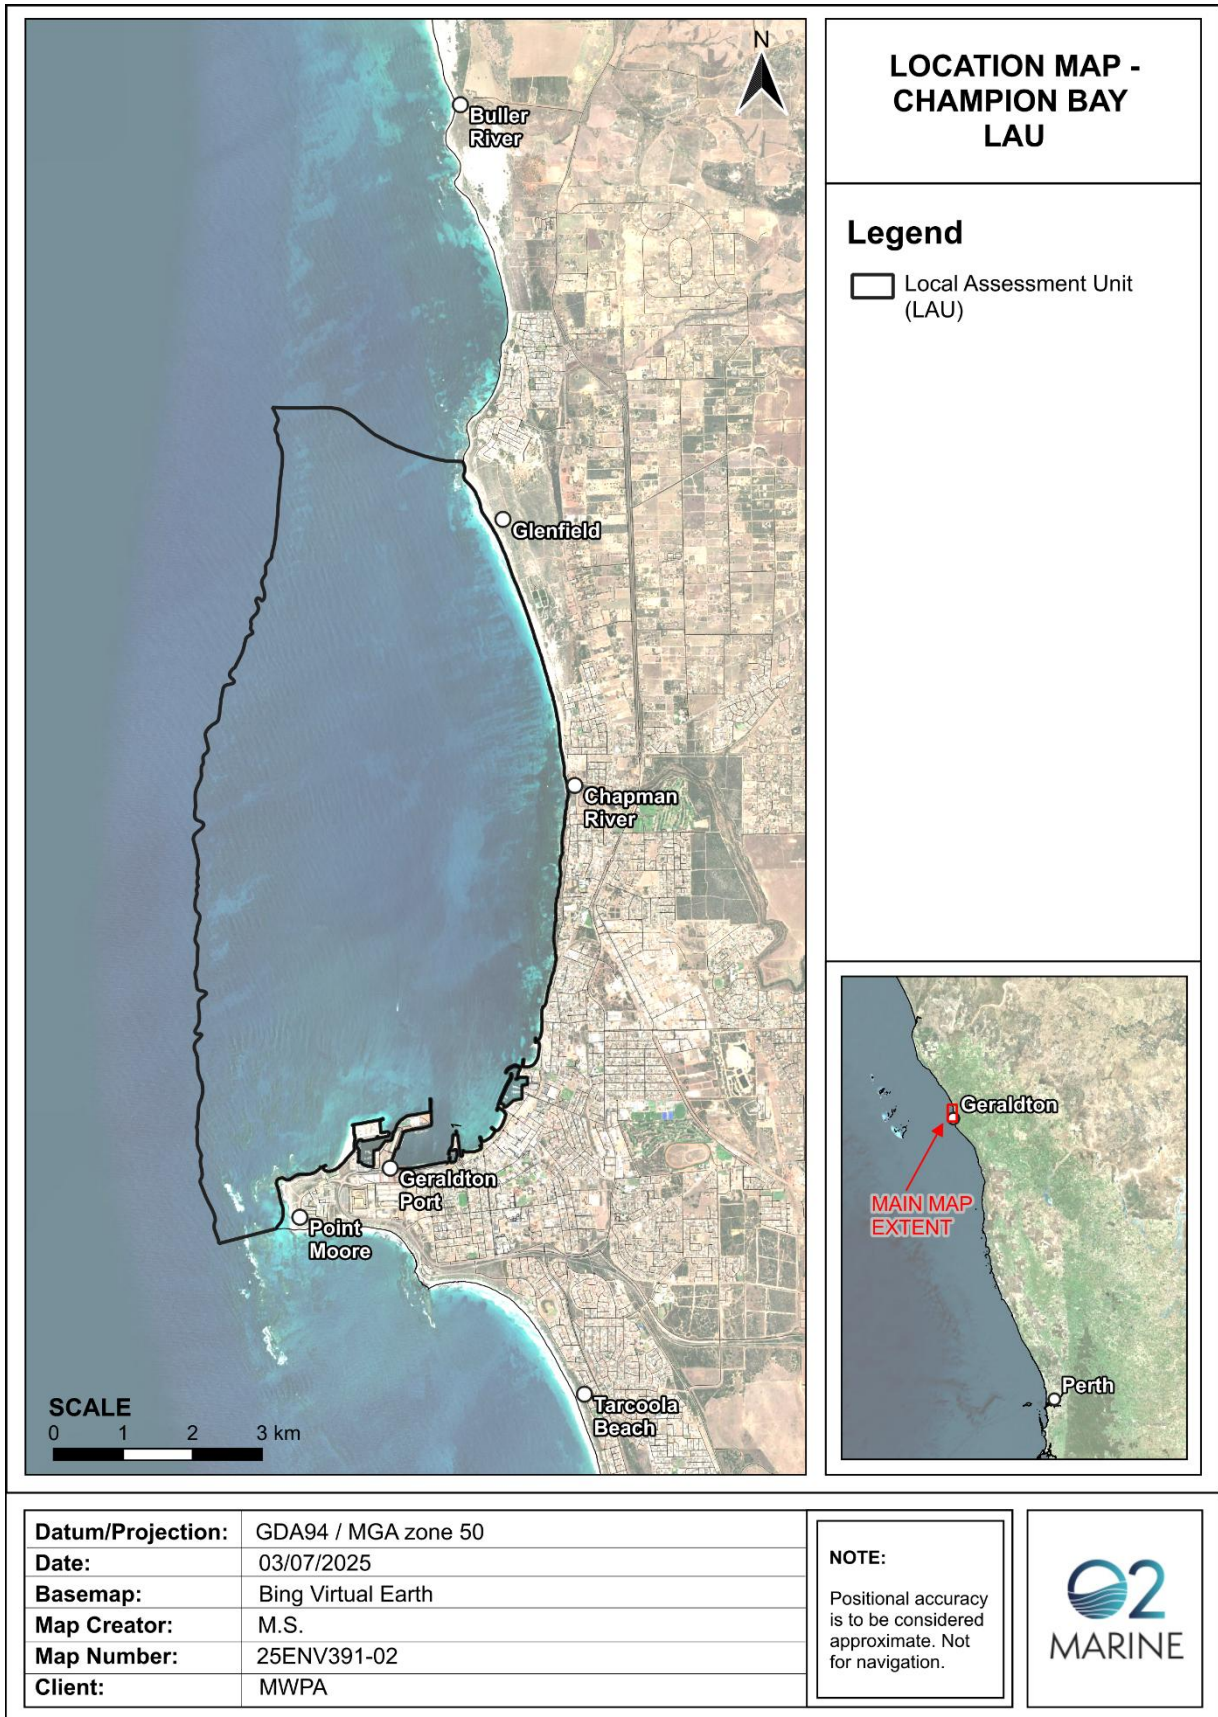 N
Buller
River
Glenfield
Chapman
River
Geraldton
Port
Point
Moore
Tarcoola
Beach
SCALE
0 1 2 3 km
LOCATION MAP -
CHAMPION BAY
LAU
Legend
Local Assessment Unit
(LAU)
Geraldton
MAIN MAP
EXTENT
Perth
Datum/Projection: GDA94 / MGA zone 50
Date: 03/07/2025
Basemap: Bing Virtual Earth
Map Creator: M.S.
Map Number: 25ENV391-02
Client: MWPA
NOTE:
Positional accuracy
is to be considered
approximate. Not
for navigation.
O2
MARINE